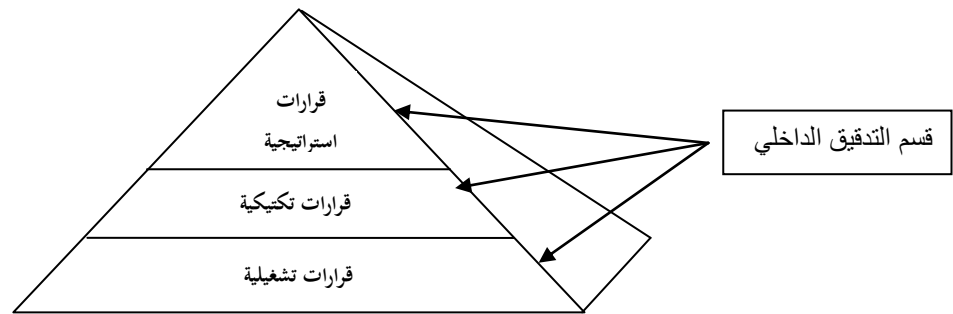 قرارات
استراتيجية
قسم التدقيق الداخلي
قرارات تكتيكية
قرارات تشغيلية